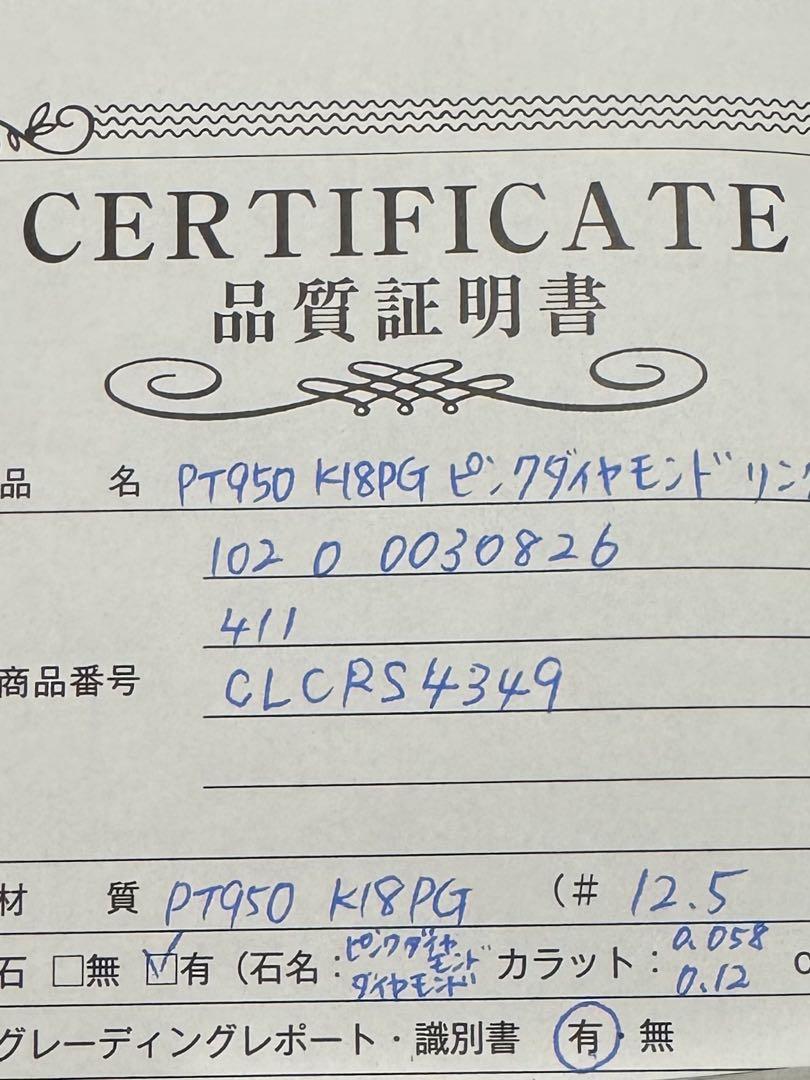 CERTIFICATE
品質証明書
品 名 PT950 K18PG ピンクダイヤモンド リング
102 0 0030826
411
商品番号 CLCRS4349
材 質 PT950 K18PG (# 12.5
石 □無 ☑有 (石名: ピンクダイヤモンド ダイヤモンド カラット: 0.058 0.12 c
グレーディングレポート・識別書 有・無